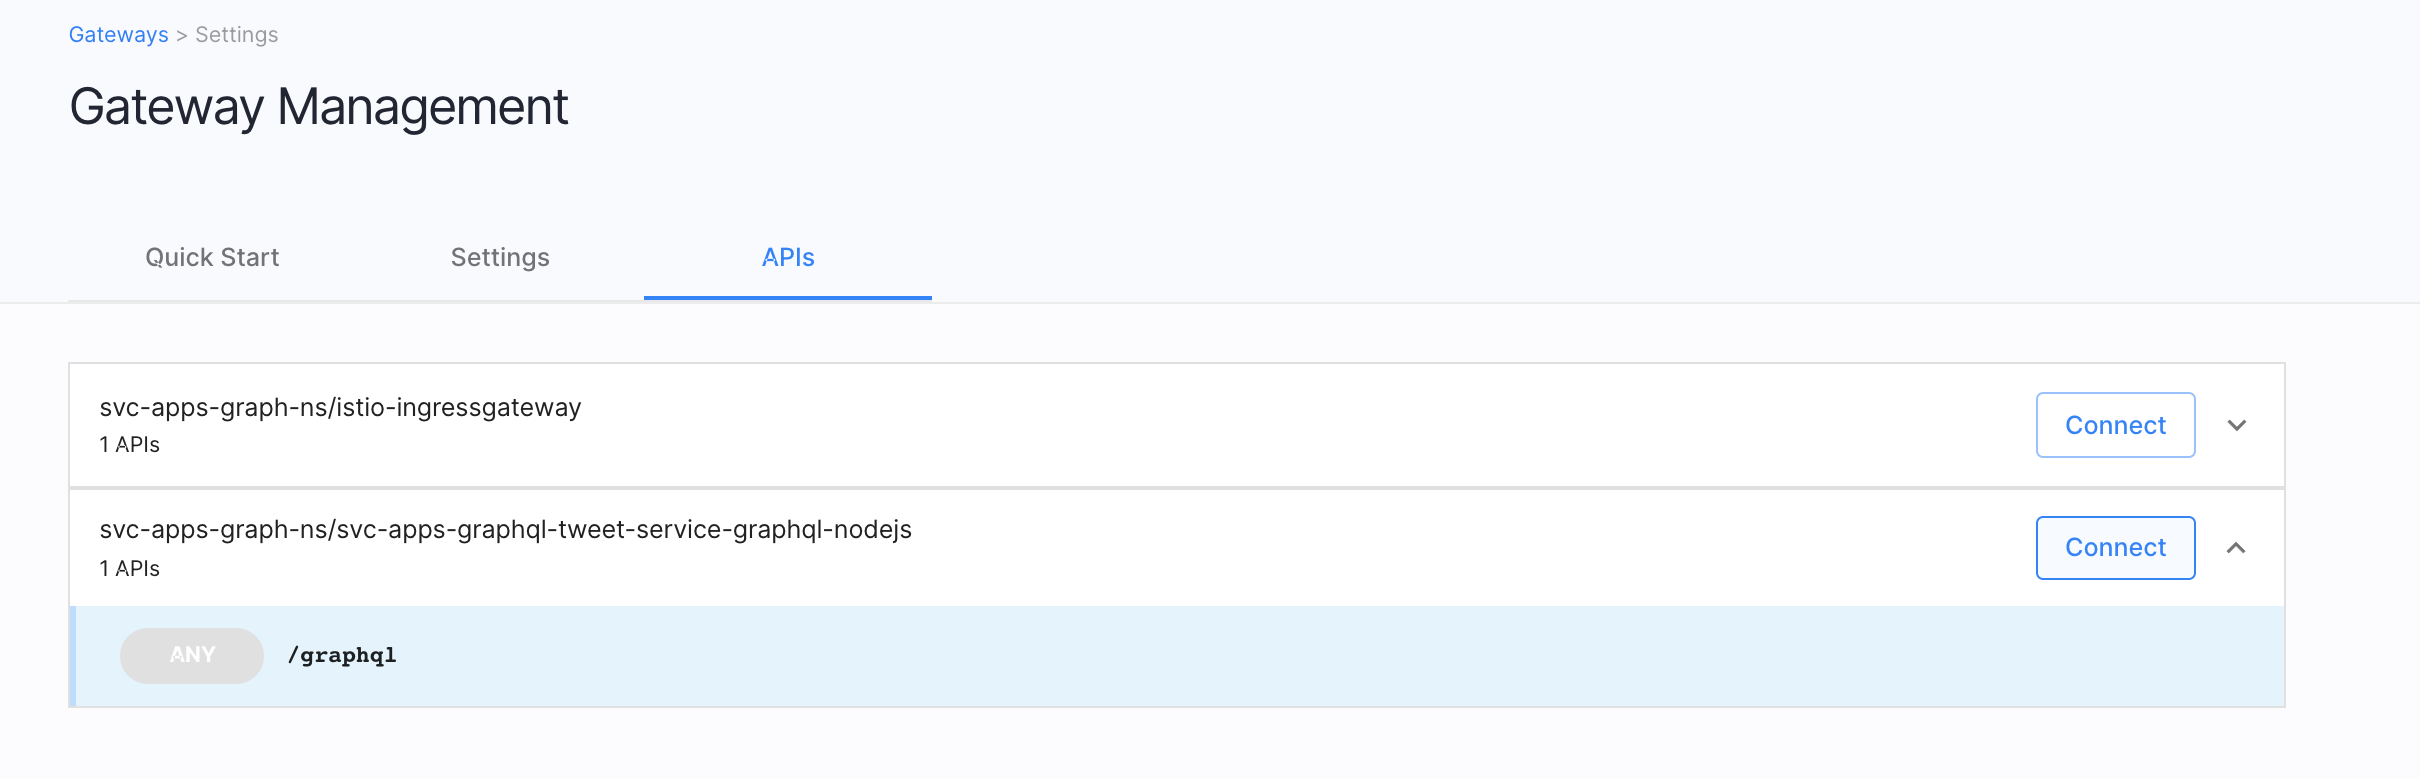 Gateways > Settings
Gateway Management
Quick Start Settings APIs
svc-apps-graph-ns/istio-ingressgateway
1 APIs
Connect
svc-apps-graph-ns/svc-apps-graphql-tweet-service-graphql-nodejs
1 APIs
Connect
ANY /graphql